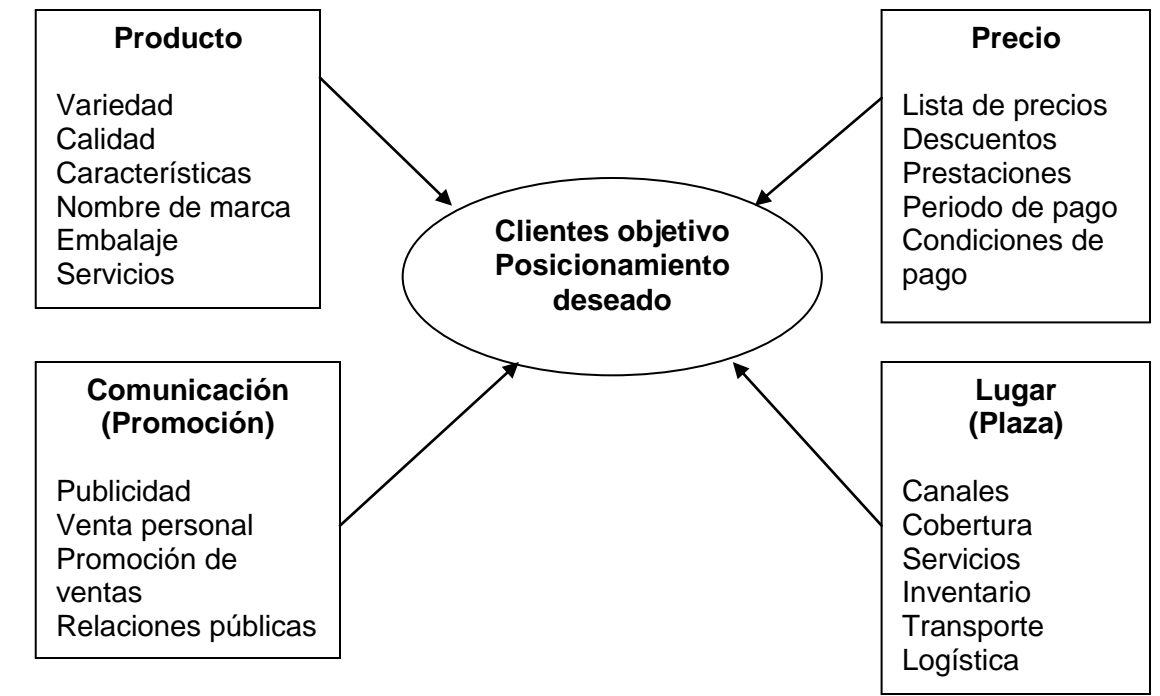 Producto
Variedad
Calidad
Características
Nombre de marca
Embalaje
Servicios
Precio
Lista de precios
Descuentos
Prestaciones
Periodo de pago
Condiciones de
pago
Clientes objetivo
Posicionamiento
deseado
Comunicación
(Promoción)
Publicidad
Venta personal
Promoción de
ventas
Relaciones públicas
Lugar
(Plaza)
Canales
Cobertura
Servicios
Inventario
Transporte
Logística